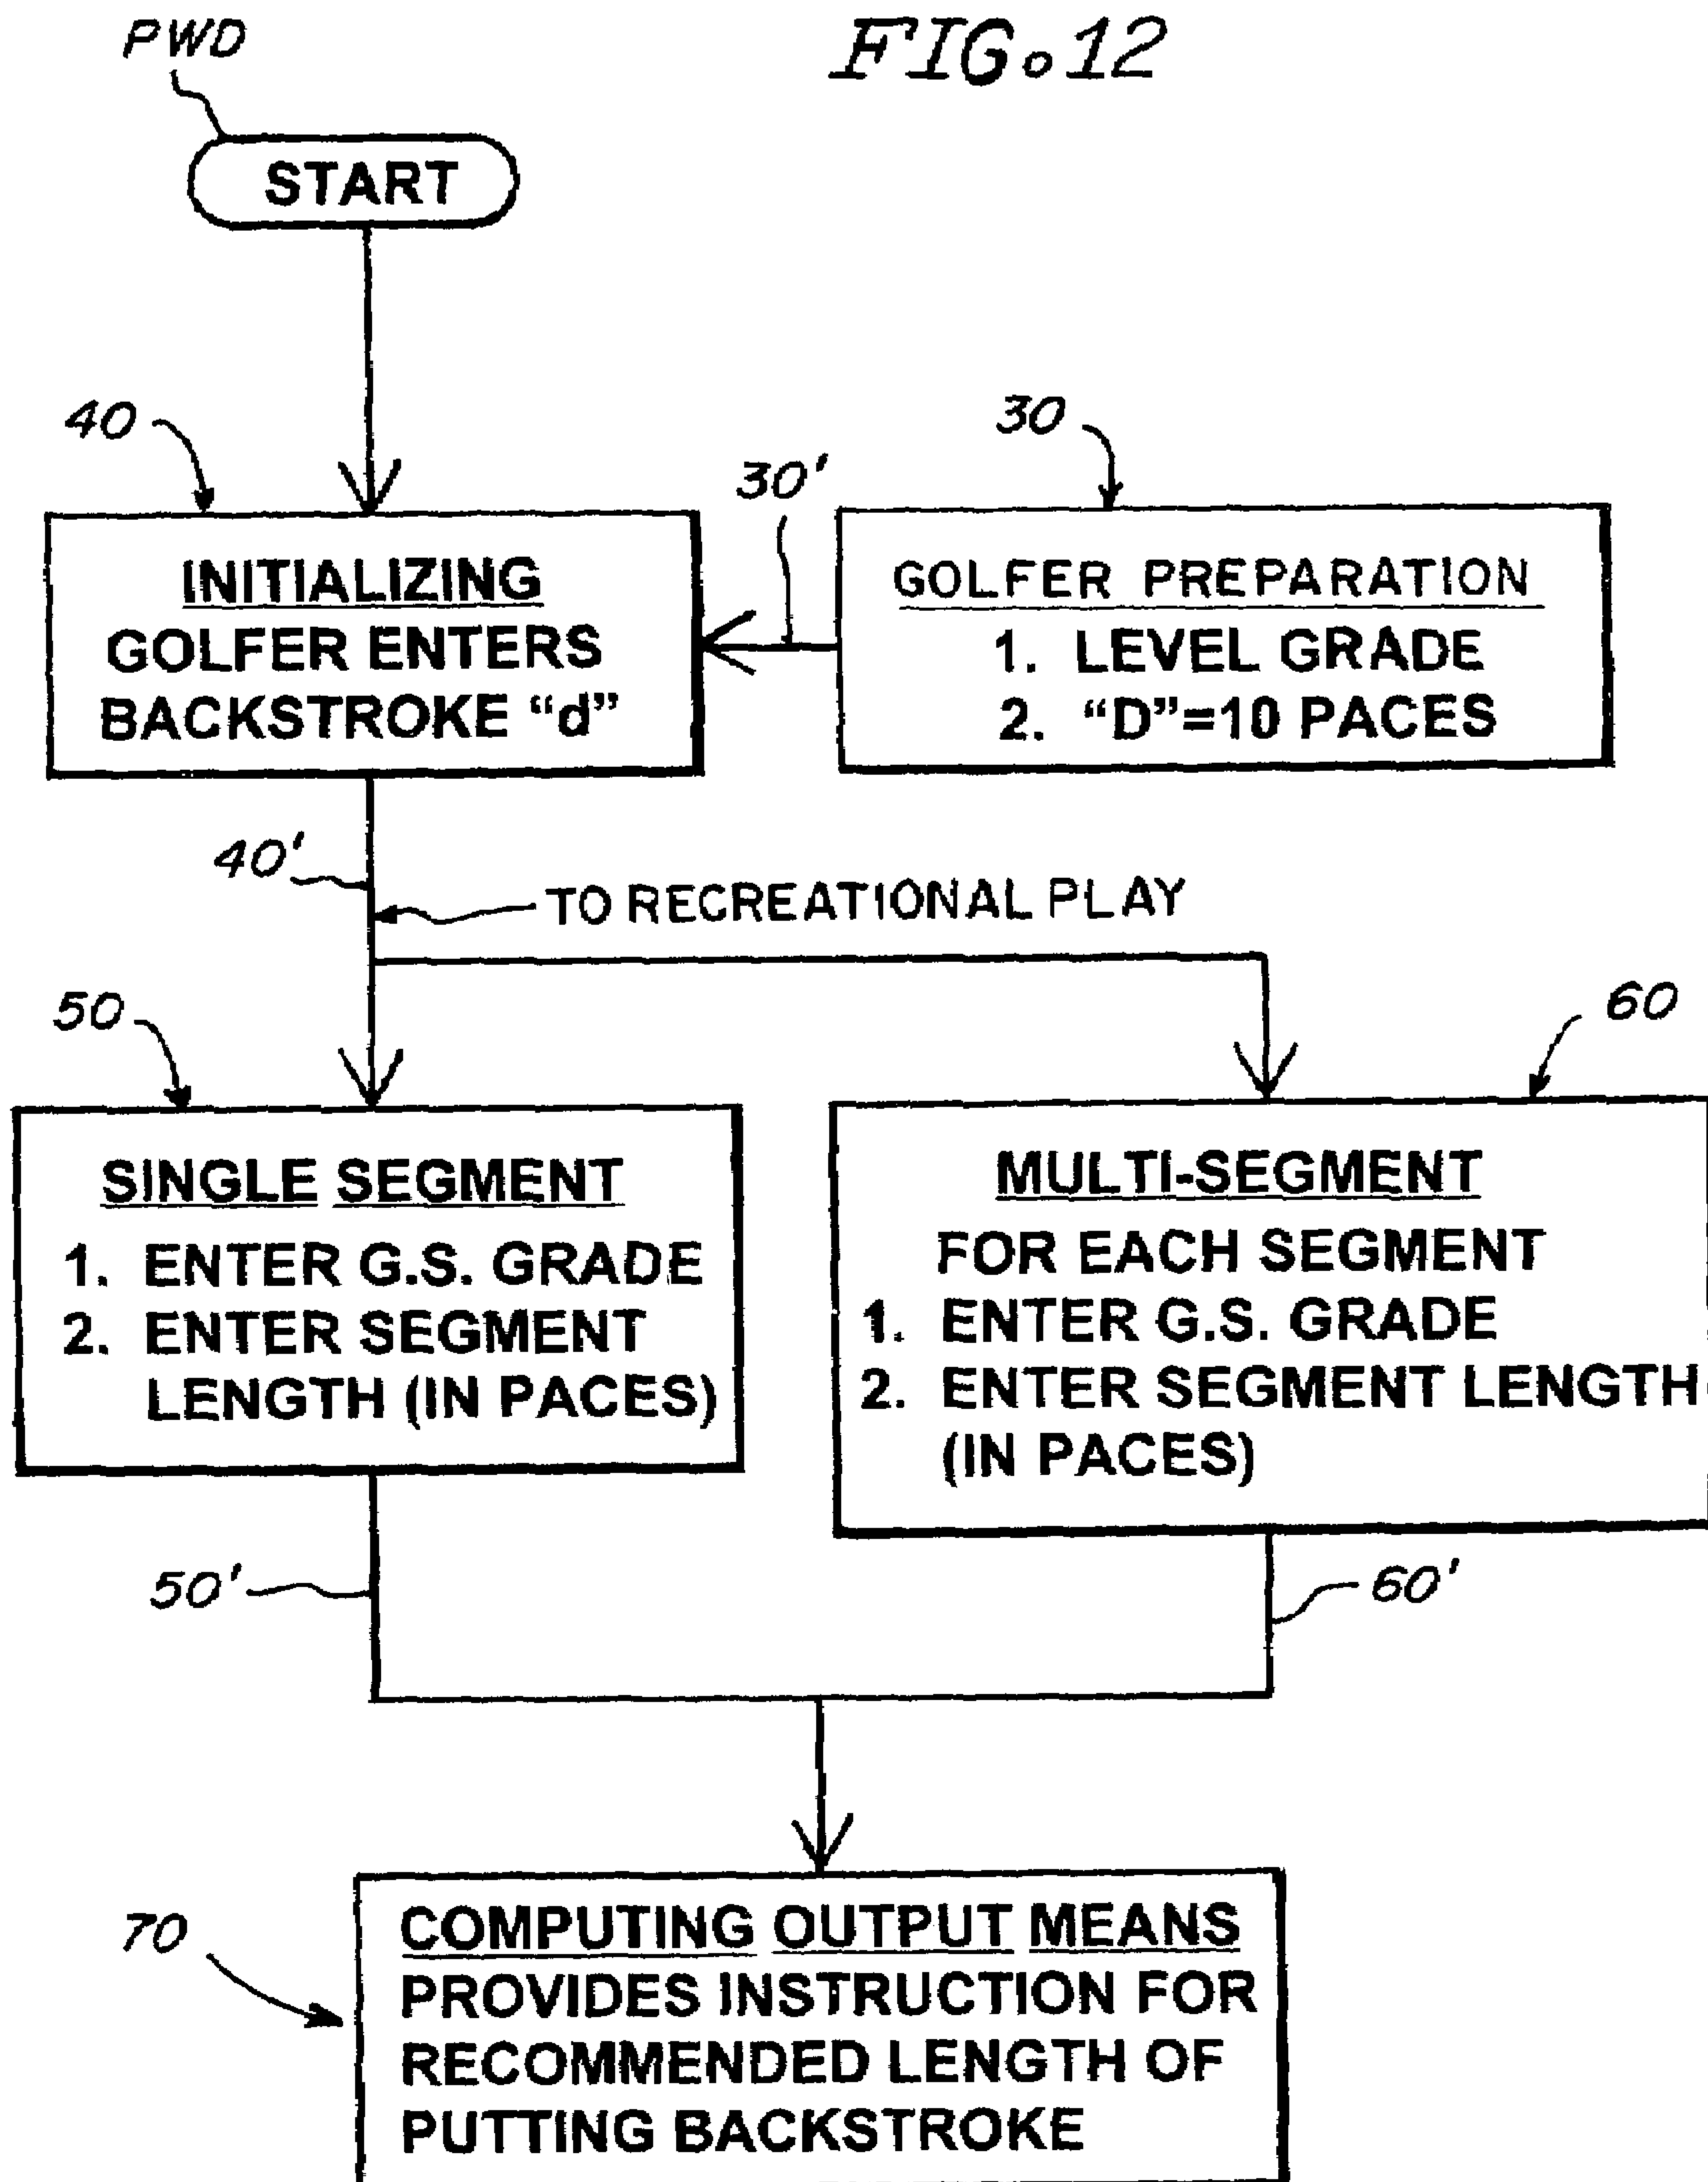 PWD
FIG. 12
START
40
30
30'
INITIALIZING
GOLFER ENTERS
BACKSTROKE “d”
GOLFER PREPARATION
1. LEVEL GRADE
2. “D”=10 PACES
40'
TO RECREATIONAL PLAY
50
60
SINGLE SEGMENT
1. ENTER G.S. GRADE
2. ENTER SEGMENT
LENGTH (IN PACES)
MULTI-SEGMENT
FOR EACH SEGMENT
1. ENTER G.S. GRADE
2. ENTER SEGMENT LENGTH
(IN PACES)
50'
60'
70
COMPUTING OUTPUT MEANS
PROVIDES INSTRUCTION FOR
RECOMMENDED LENGTH OF
PUTTING BACKSTROKE